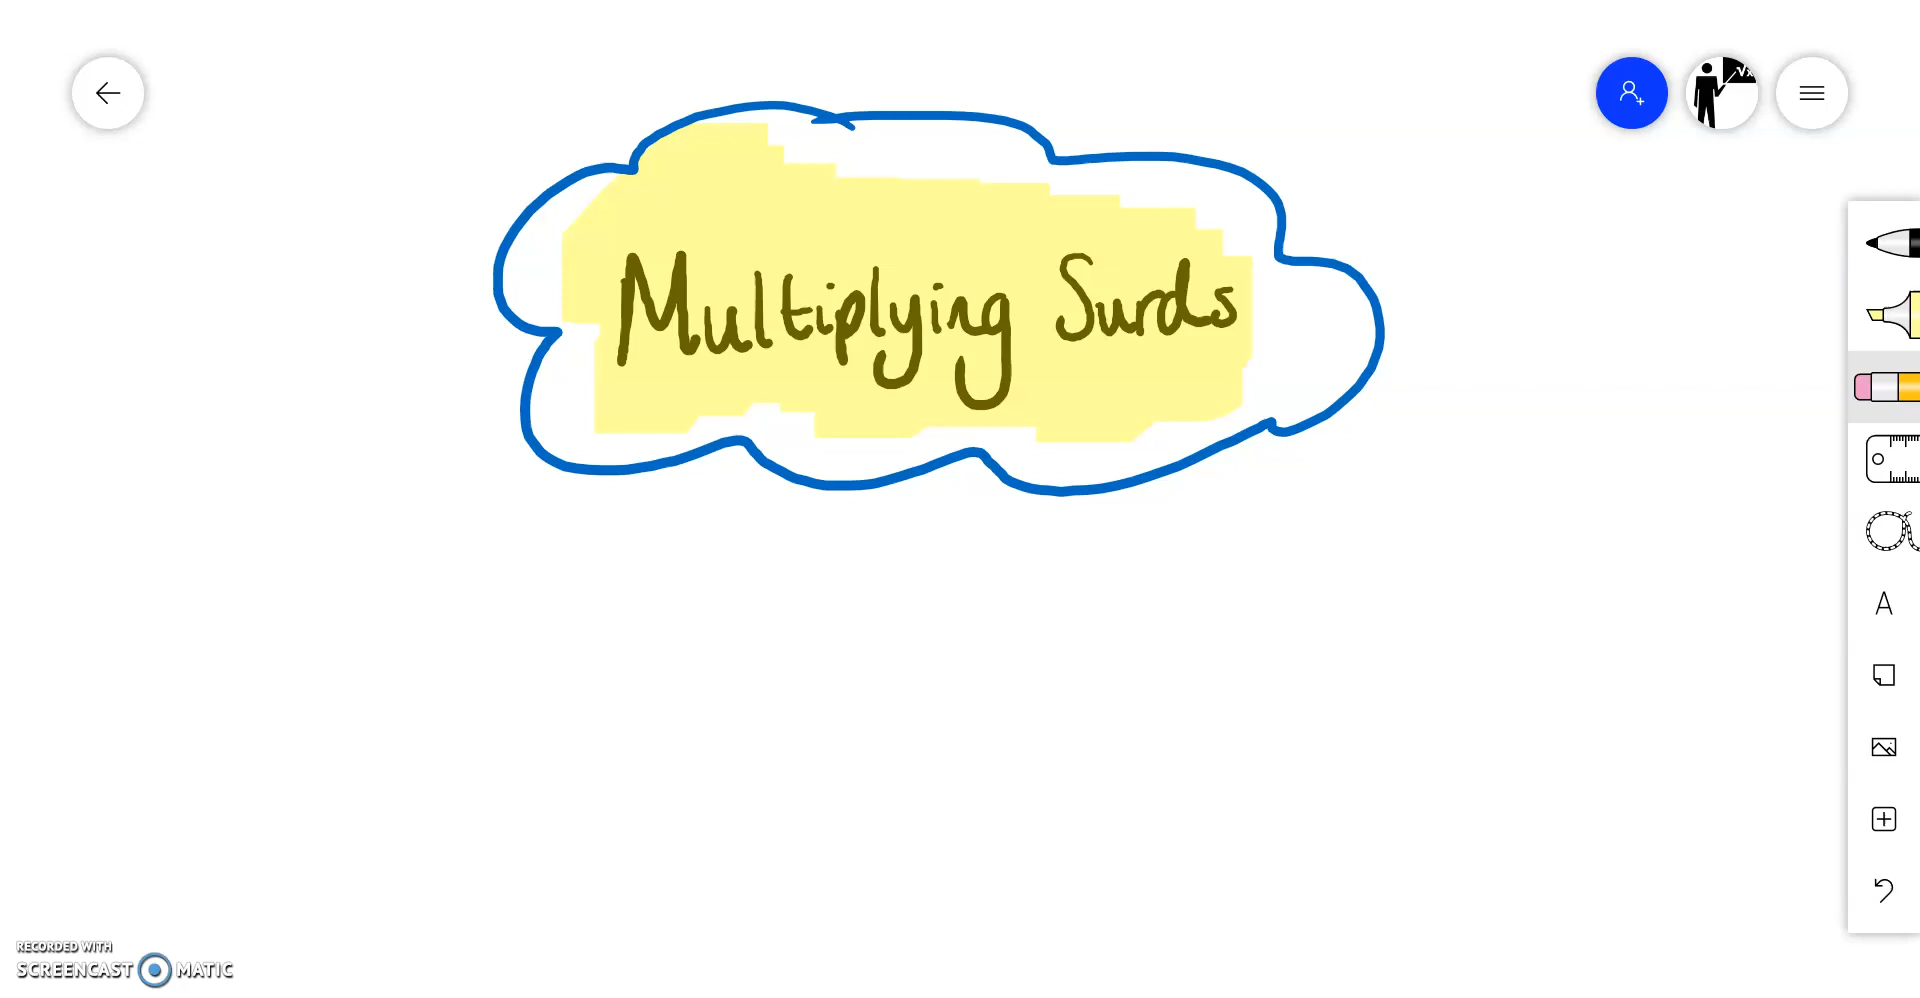 Multiplying Surds
√x
A
RECORDED WITH
SCREENCAST MATIC